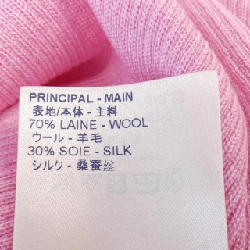 PRINCIPAL - MAIN
表地/本体 - 主料
70% LAINE - WOOL
ウール - 羊毛
30% SOIE - SILK
シルク - 桑蚕丝